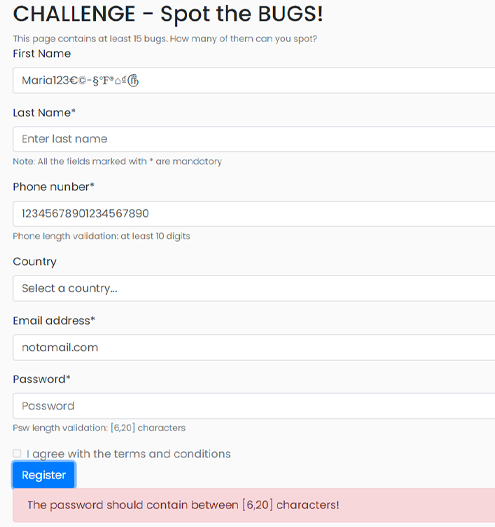 CHALLENGE - Spot the BUGS!
This page contains at least 15 bugs. How many of them can you spot?
First Name
Last Name*
Enter last name
Note: All the fields marked with * are mandatory
Phone nunber*
12345678901234567890
Phone length validation: at least 10 digits
Country
Select a country...
Email address*
notamail.com
Password*
Password
Psw length validation: [6,20] characters
I agree with the terms and conditions
Register
The password should contain between [6,20] characters!